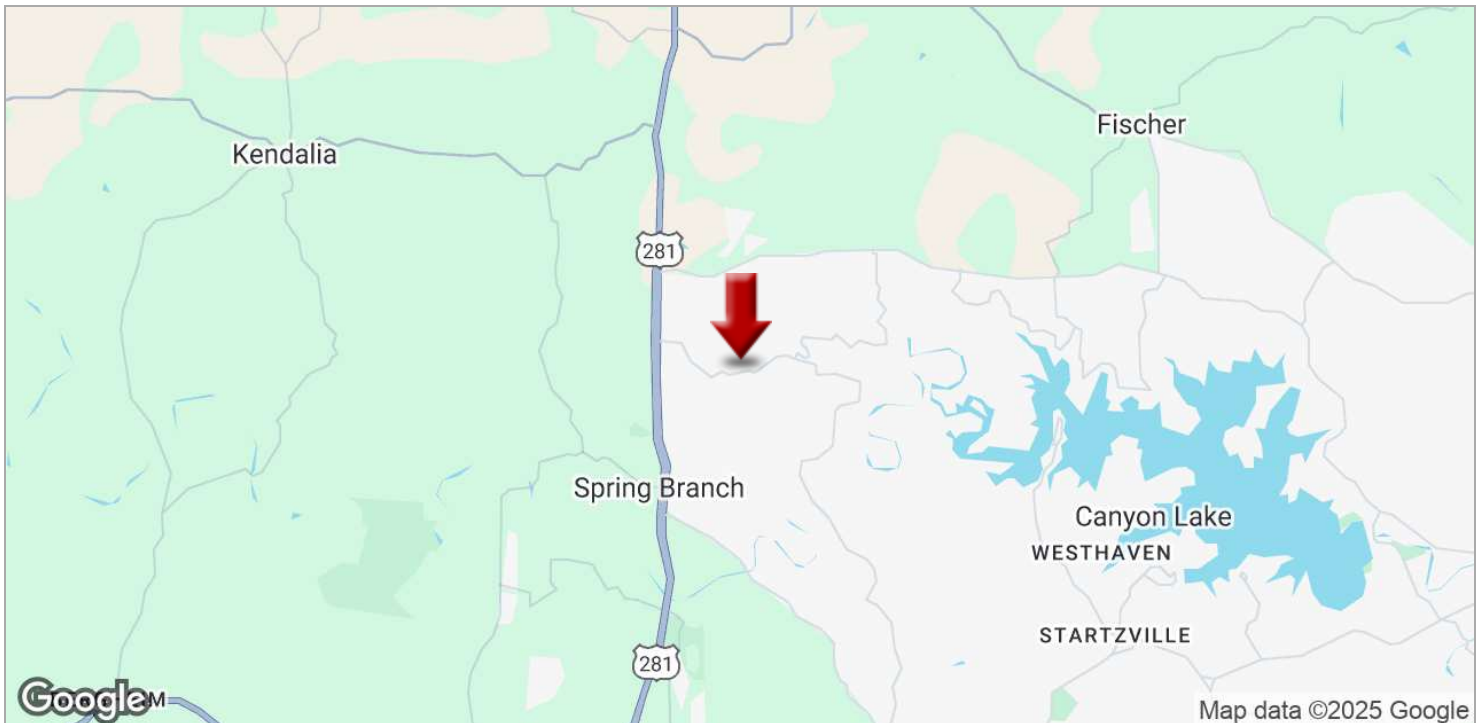 Fischer
Kendalia
281
Spring Branch
Canyon Lake
WESTHAVEN
STARTZVILLE
281
Google
Map data ©2025 Google